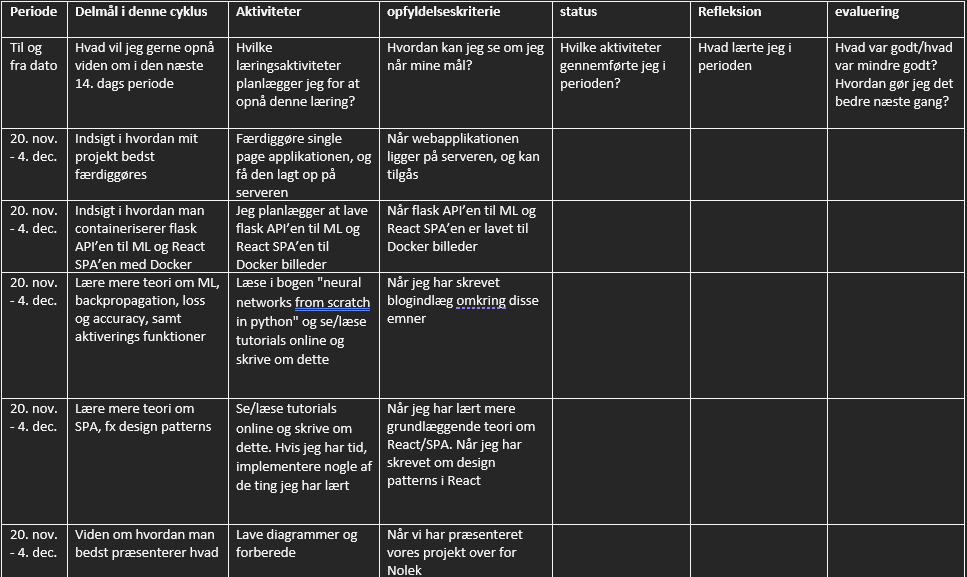 Periode
Delmål i denne cyklus
Aktiviteter
opfyldelseskriterie
status
Refleksion
evaluering
Til og
fra dato
Hvad vil jeg gerne opnå
viden om i den næste
14. dags periode
Hvilke
læringsaktiviteter
planlægger jeg for at
opnå denne læring?
Hvordan kan jeg se om jeg
når mine mål?
Hvilke aktiviteter
gennemførte jeg i
perioden?
Hvad lærte jeg i
perioden
Hvad var godt/hvad
var mindre godt?
Hvordan gør jeg det
bedre næste gang?
20. nov.
- 4. dec.
Indsigt i hvordan mit
projekt bedst
færdiggøres
Færdiggøre single
page applikationen, og
få den lagt op på
serveren
Når webapplikationen
ligger på serveren, og kan
tilgås
20. nov.
- 4. dec.
Indsigt i hvordan man
containeriserer flask
API’en til ML og React
SPA’en med Docker
Jeg planlægger at lave
flask API’en til ML og
React SPA’en til
Docker billeder
Når flask API’en til ML og
React SPA’en er lavet til
Docker billeder
20. nov.
- 4. dec.
Lære mere teori om ML,
backpropagation, loss
og accuracy, samt
aktiverings funktioner
Læse i bogen "neural
networks from scratch
in python" og se/læse
tutorials online og
skrive om dette
Når jeg har skrevet
blogindlæg omkring disse
emner
20. nov.
- 4. dec.
Lære mere teori om
SPA, fx design patterns
Se/læse tutorials
online og skrive om
dette. Hvis jeg har tid,
implementere nogle af
de ting jeg har lært
Når jeg har lært mere
grundlæggende teori om
React/SPA. Når jeg har
skrevet om design
patterns i React
20. nov.
- 4. dec.
Viden om hvordan man
bedst præsenterer hvad
Lave diagrammer og
forberede
Når vi har præsenteret
vores projekt over for
Nolek